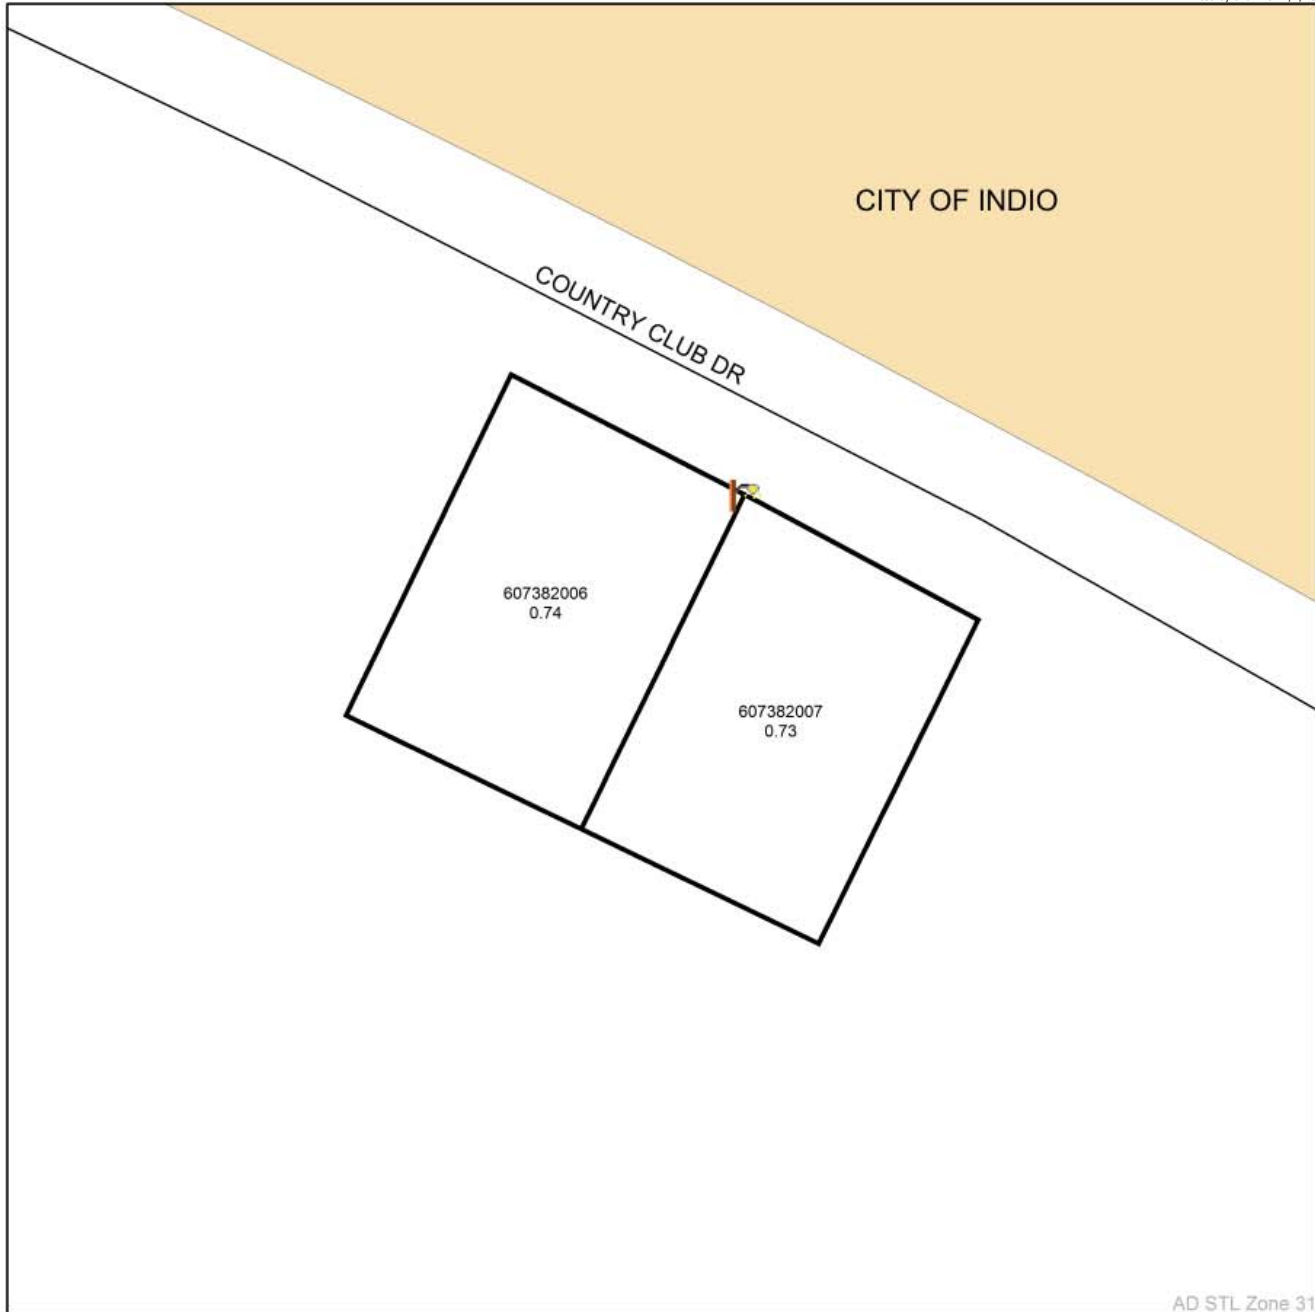 CITY OF INDIO
COUNTRY CLUB DR
607382006
0.74
607382007
0.73
AD STL Zone 31